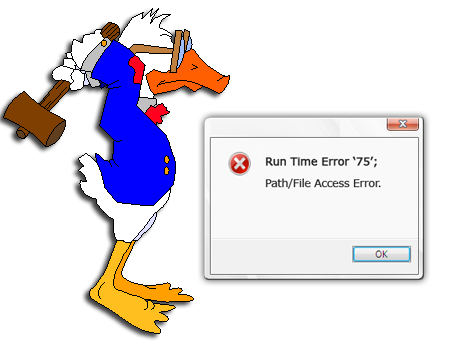 Run Time Error ‘75’;
Path/File Access Error.
OK